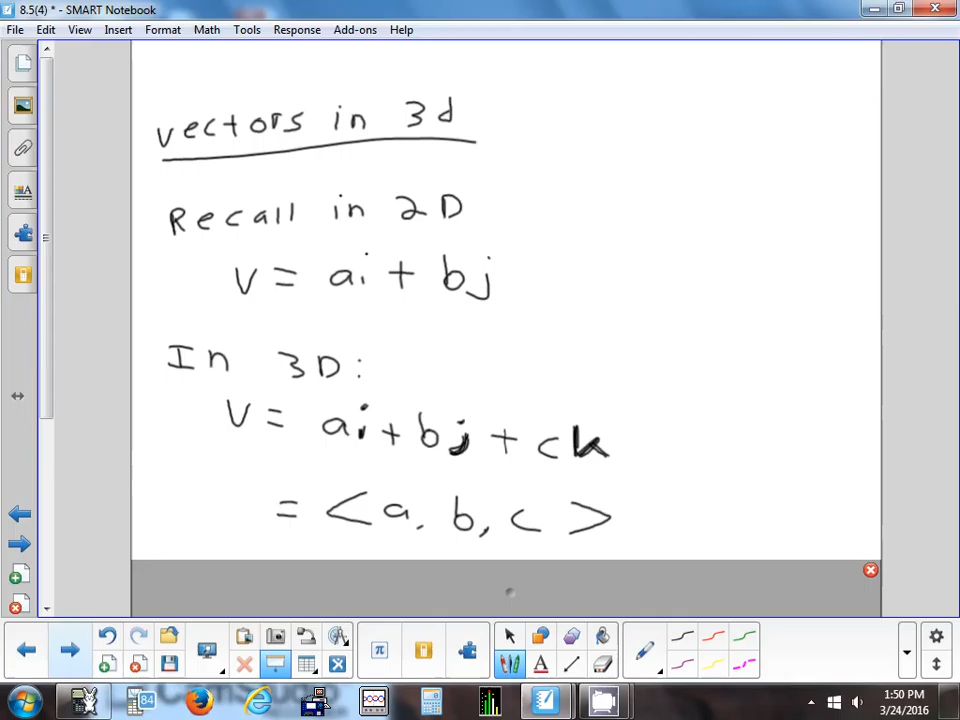 8.5(4) * - SMART Notebook
File Edit View Insert Format Math Tools Response Add-ons Help
vectors in 3d
Recall in 2D
v = ai + bj
In 3D:
v = ai + bj + ck
= <a, b, c>
π
A
84
1:50 PM
3/24/2016